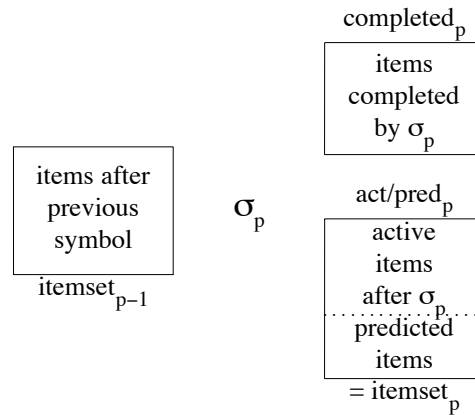 completed_p
items
completed
by σ_p
items after
previous
symbol
itemset_{p−1}
σ_p
act/pred_p
active
items
after σ_p
predicted
items
= itemset_p